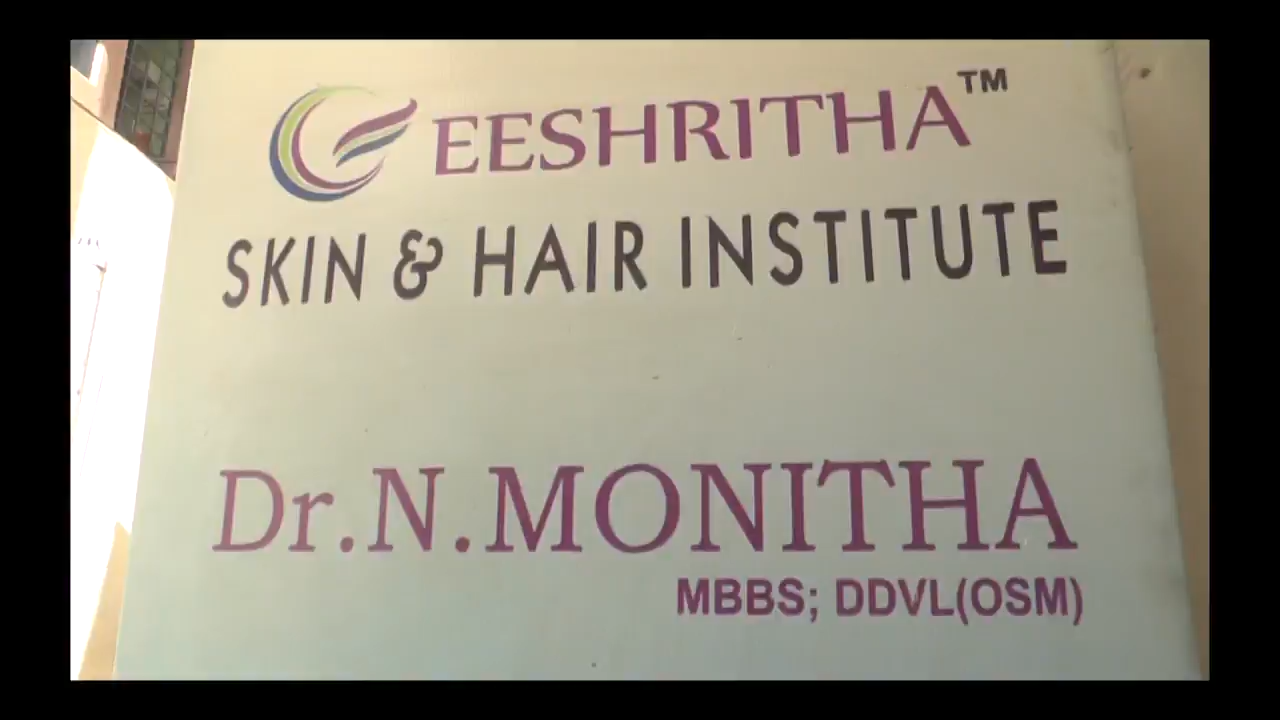 EESHRITHA™
SKIN & HAIR INSTITUTE
Dr.N.MONITHA
MBBS; DDVL(OSM)